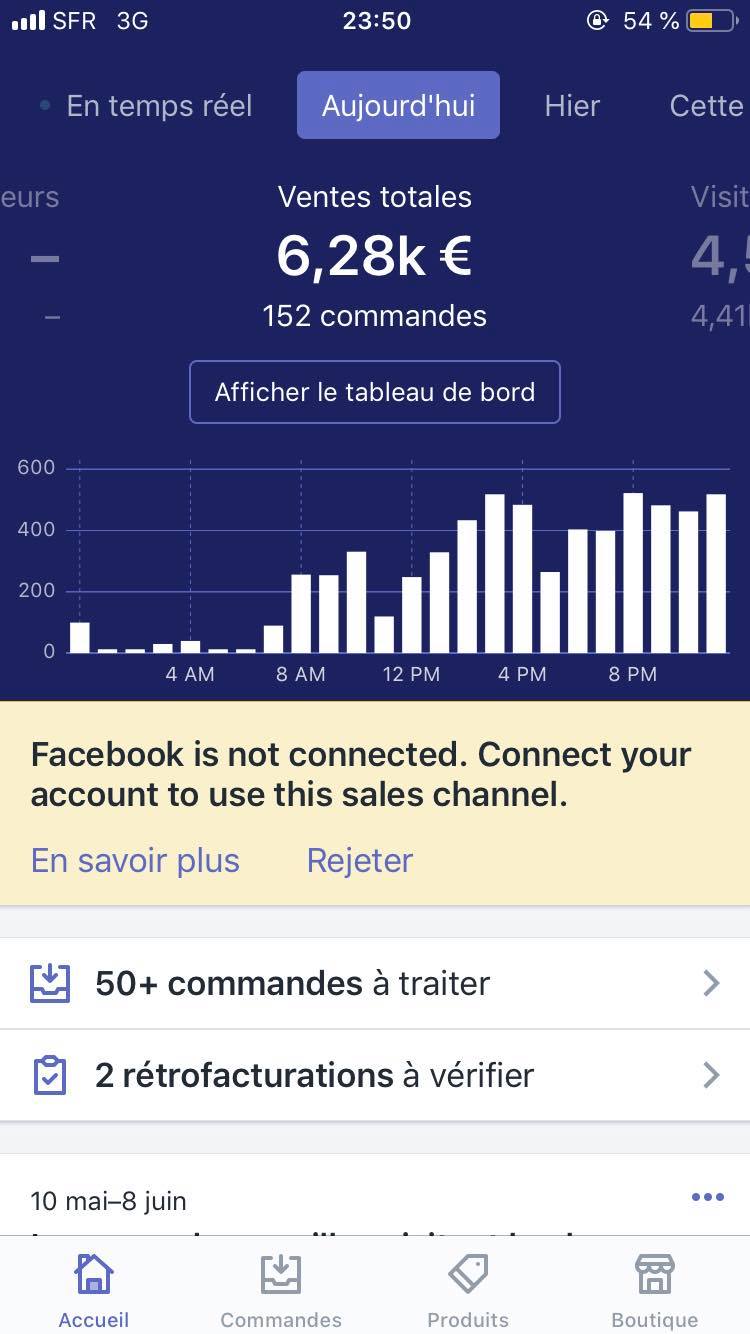 SFR 3G 23:50 54 %
En temps réel Aujourd'hui Hier Cette
eurs Ventes totales Visit
– 6,28k € 4,5
– 152 commandes 4,41
Afficher le tableau de bord
600
400
200
0
4 AM 8 AM 12 PM 4 PM 8 PM
Facebook is not connected. Connect your
account to use this sales channel.
En savoir plus Rejeter
50+ commandes à traiter
2 rétrofacturations à vérifier
10 mai–8 juin
Accueil Commandes Produits Boutique